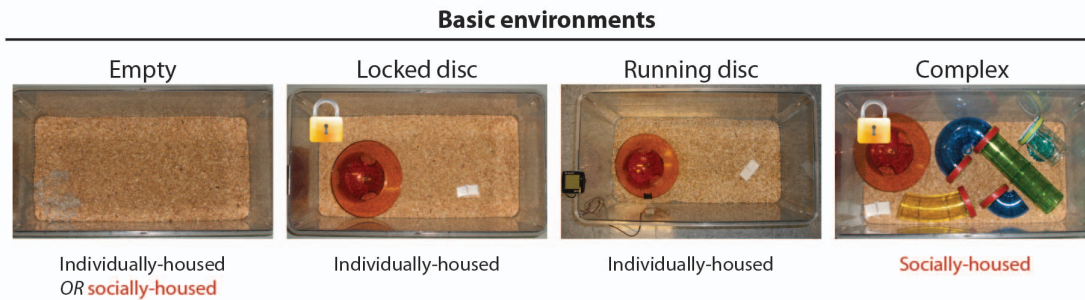 Basic environments
Empty
Locked disc
Running disc
Complex
Individually-housed
OR socially-housed
Individually-housed
Individually-housed
Socially-housed